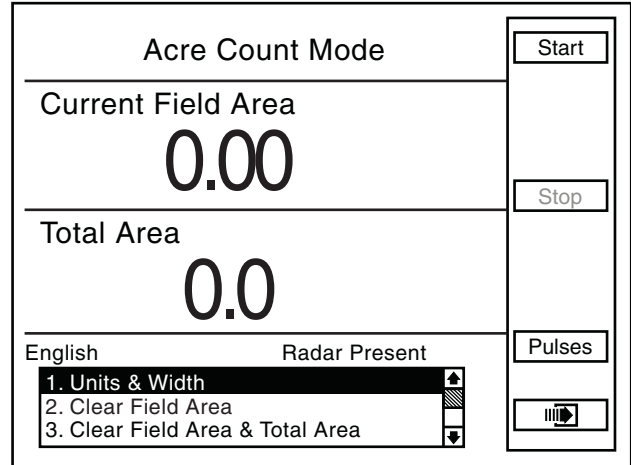 Acre Count Mode
Start
Current Field Area
0.00
Stop
Total Area
0.0
English
Radar Present
Pulses
1. Units & Width
2. Clear Field Area
3. Clear Field Area & Total Area